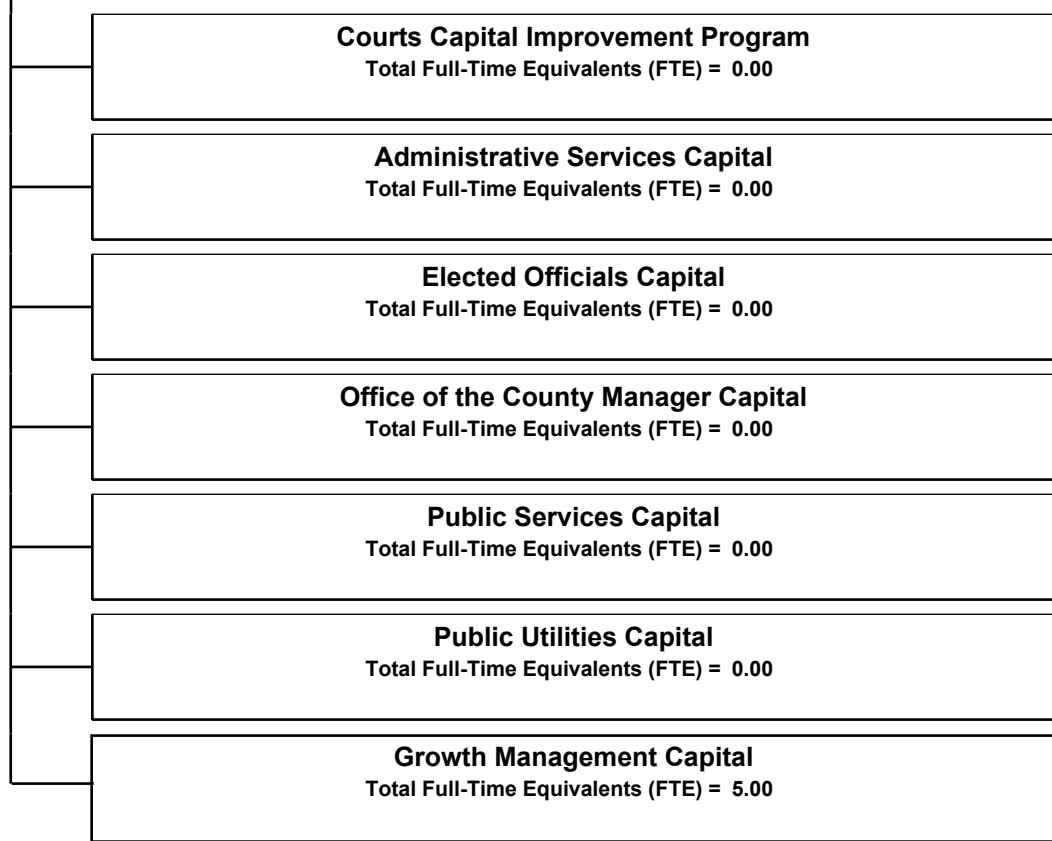 Courts Capital Improvement Program
Total Full-Time Equivalents (FTE) = 0.00
Administrative Services Capital
Total Full-Time Equivalents (FTE) = 0.00
Elected Officials Capital
Total Full-Time Equivalents (FTE) = 0.00
Office of the County Manager Capital
Total Full-Time Equivalents (FTE) = 0.00
Public Services Capital
Total Full-Time Equivalents (FTE) = 0.00
Public Utilities Capital
Total Full-Time Equivalents (FTE) = 0.00
Growth Management Capital
Total Full-Time Equivalents (FTE) = 5.00